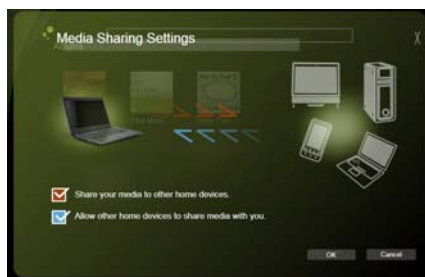 Media Sharing Settings
X
Share your media to other home devices.
Allow other home devices to share media with you.
OK
Cancel